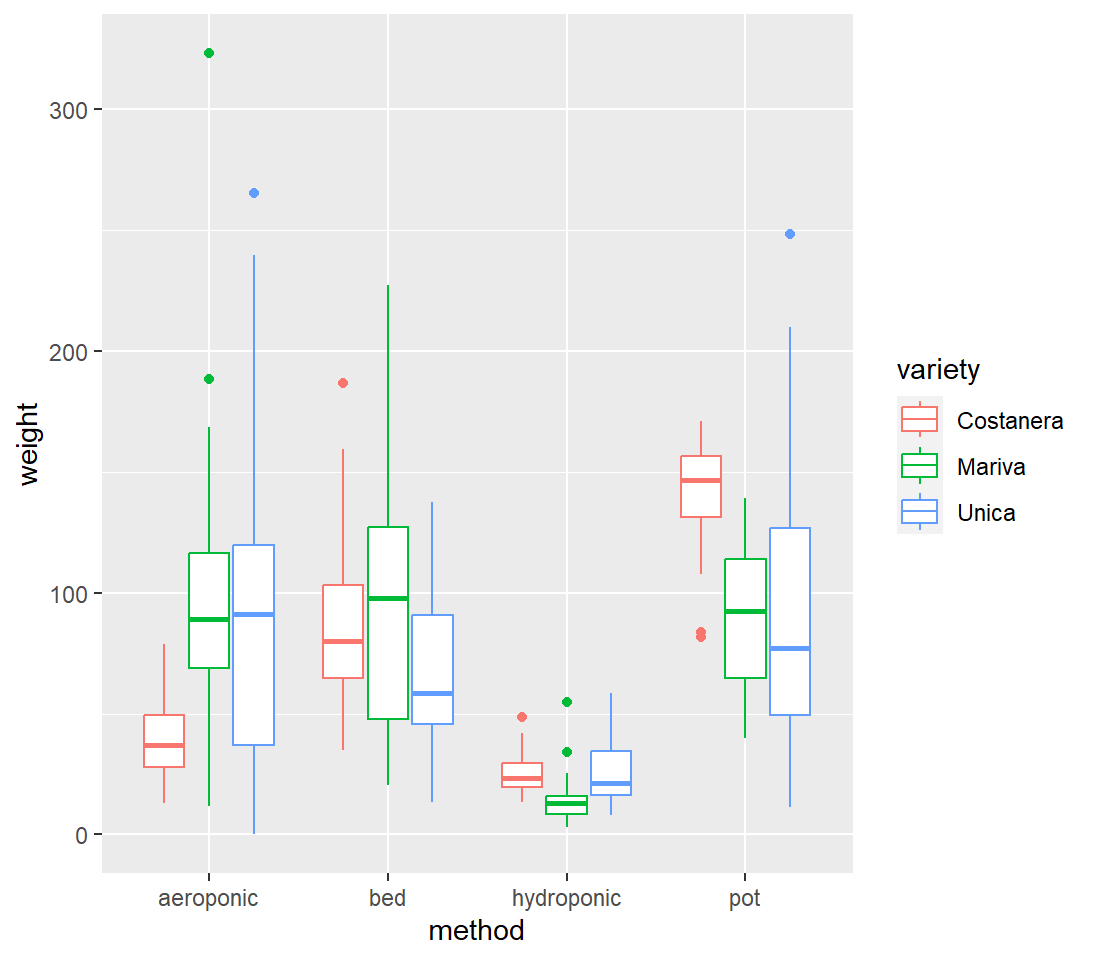 300
200
100
0
weight
aeroponic
bed
hydroponic
pot
method
variety
Costanera
Mariva
Unica